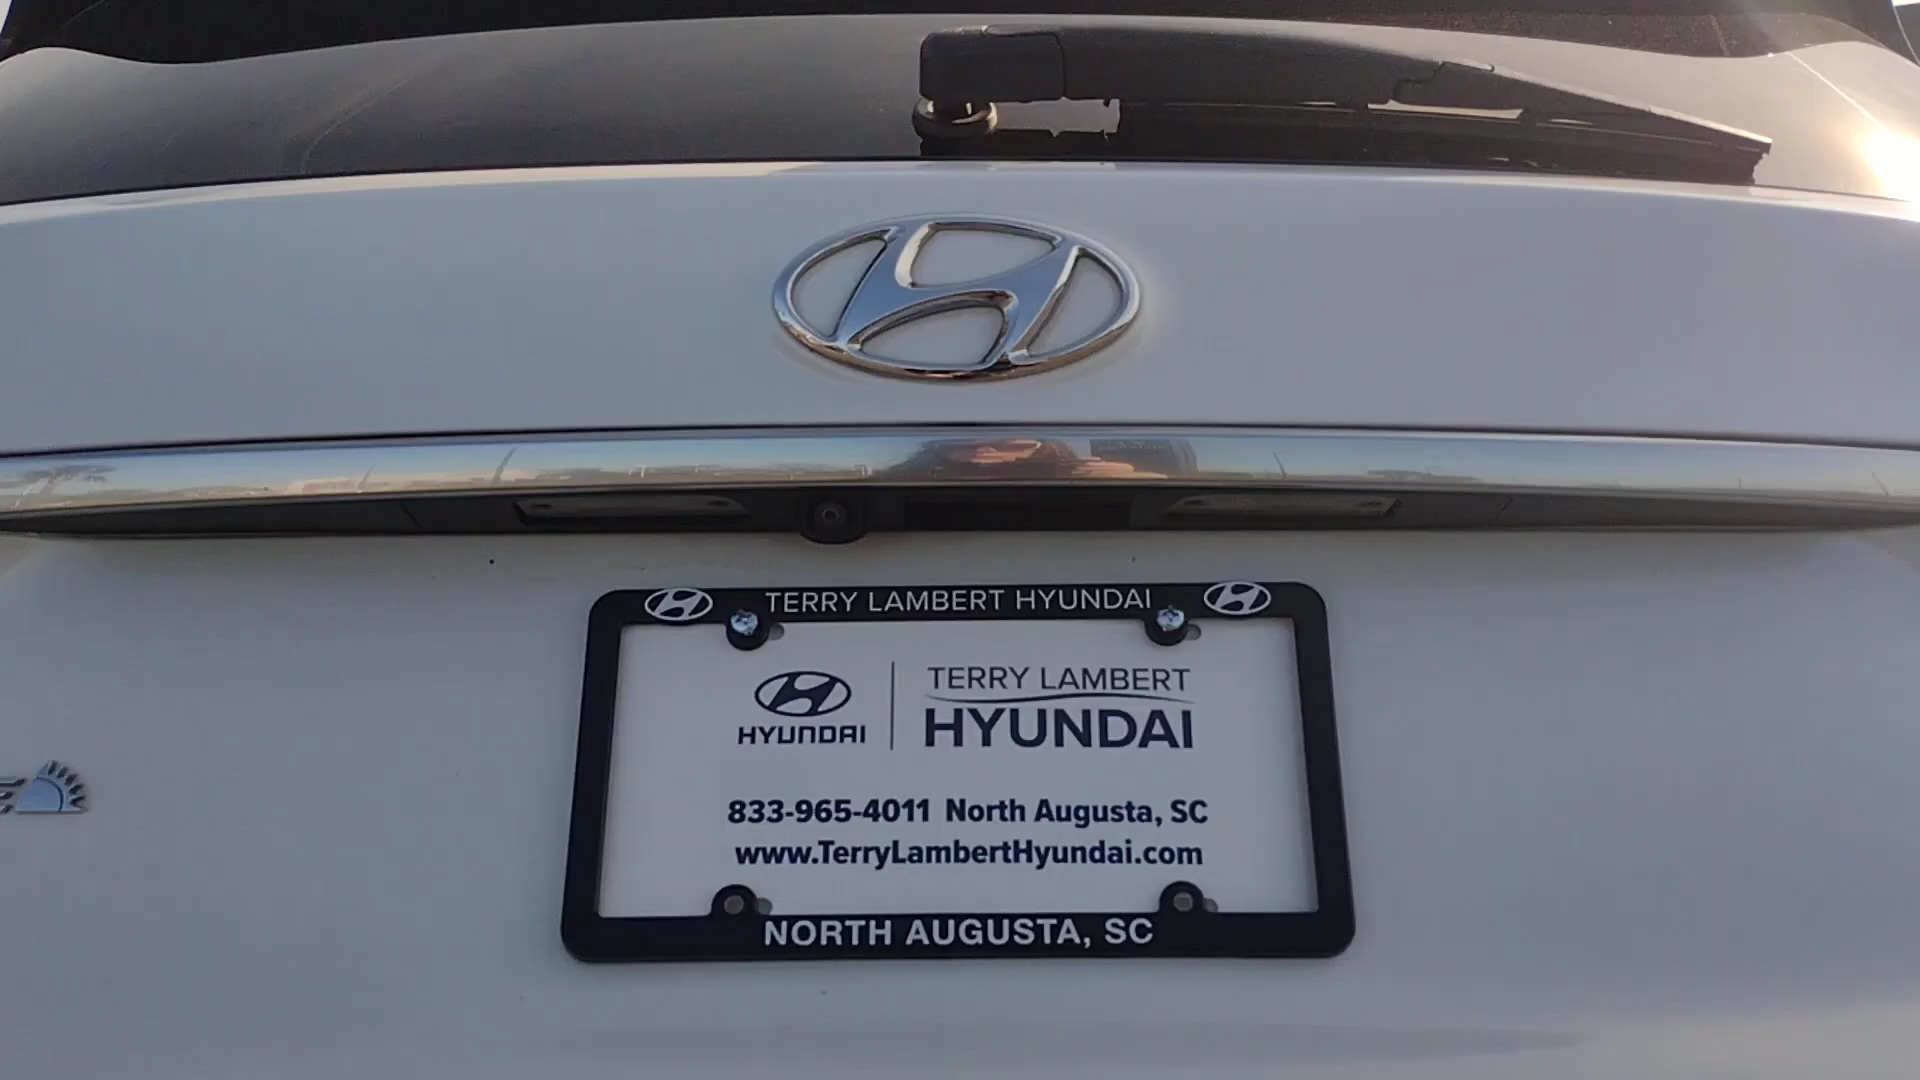 TERRY LAMBERT HYUNDAI
HYUNDAI
TERRY LAMBERT
HYUNDAI
833-965-4011 North Augusta, SC
www.TerryLambertHyundai.com
NORTH AUGUSTA, SC